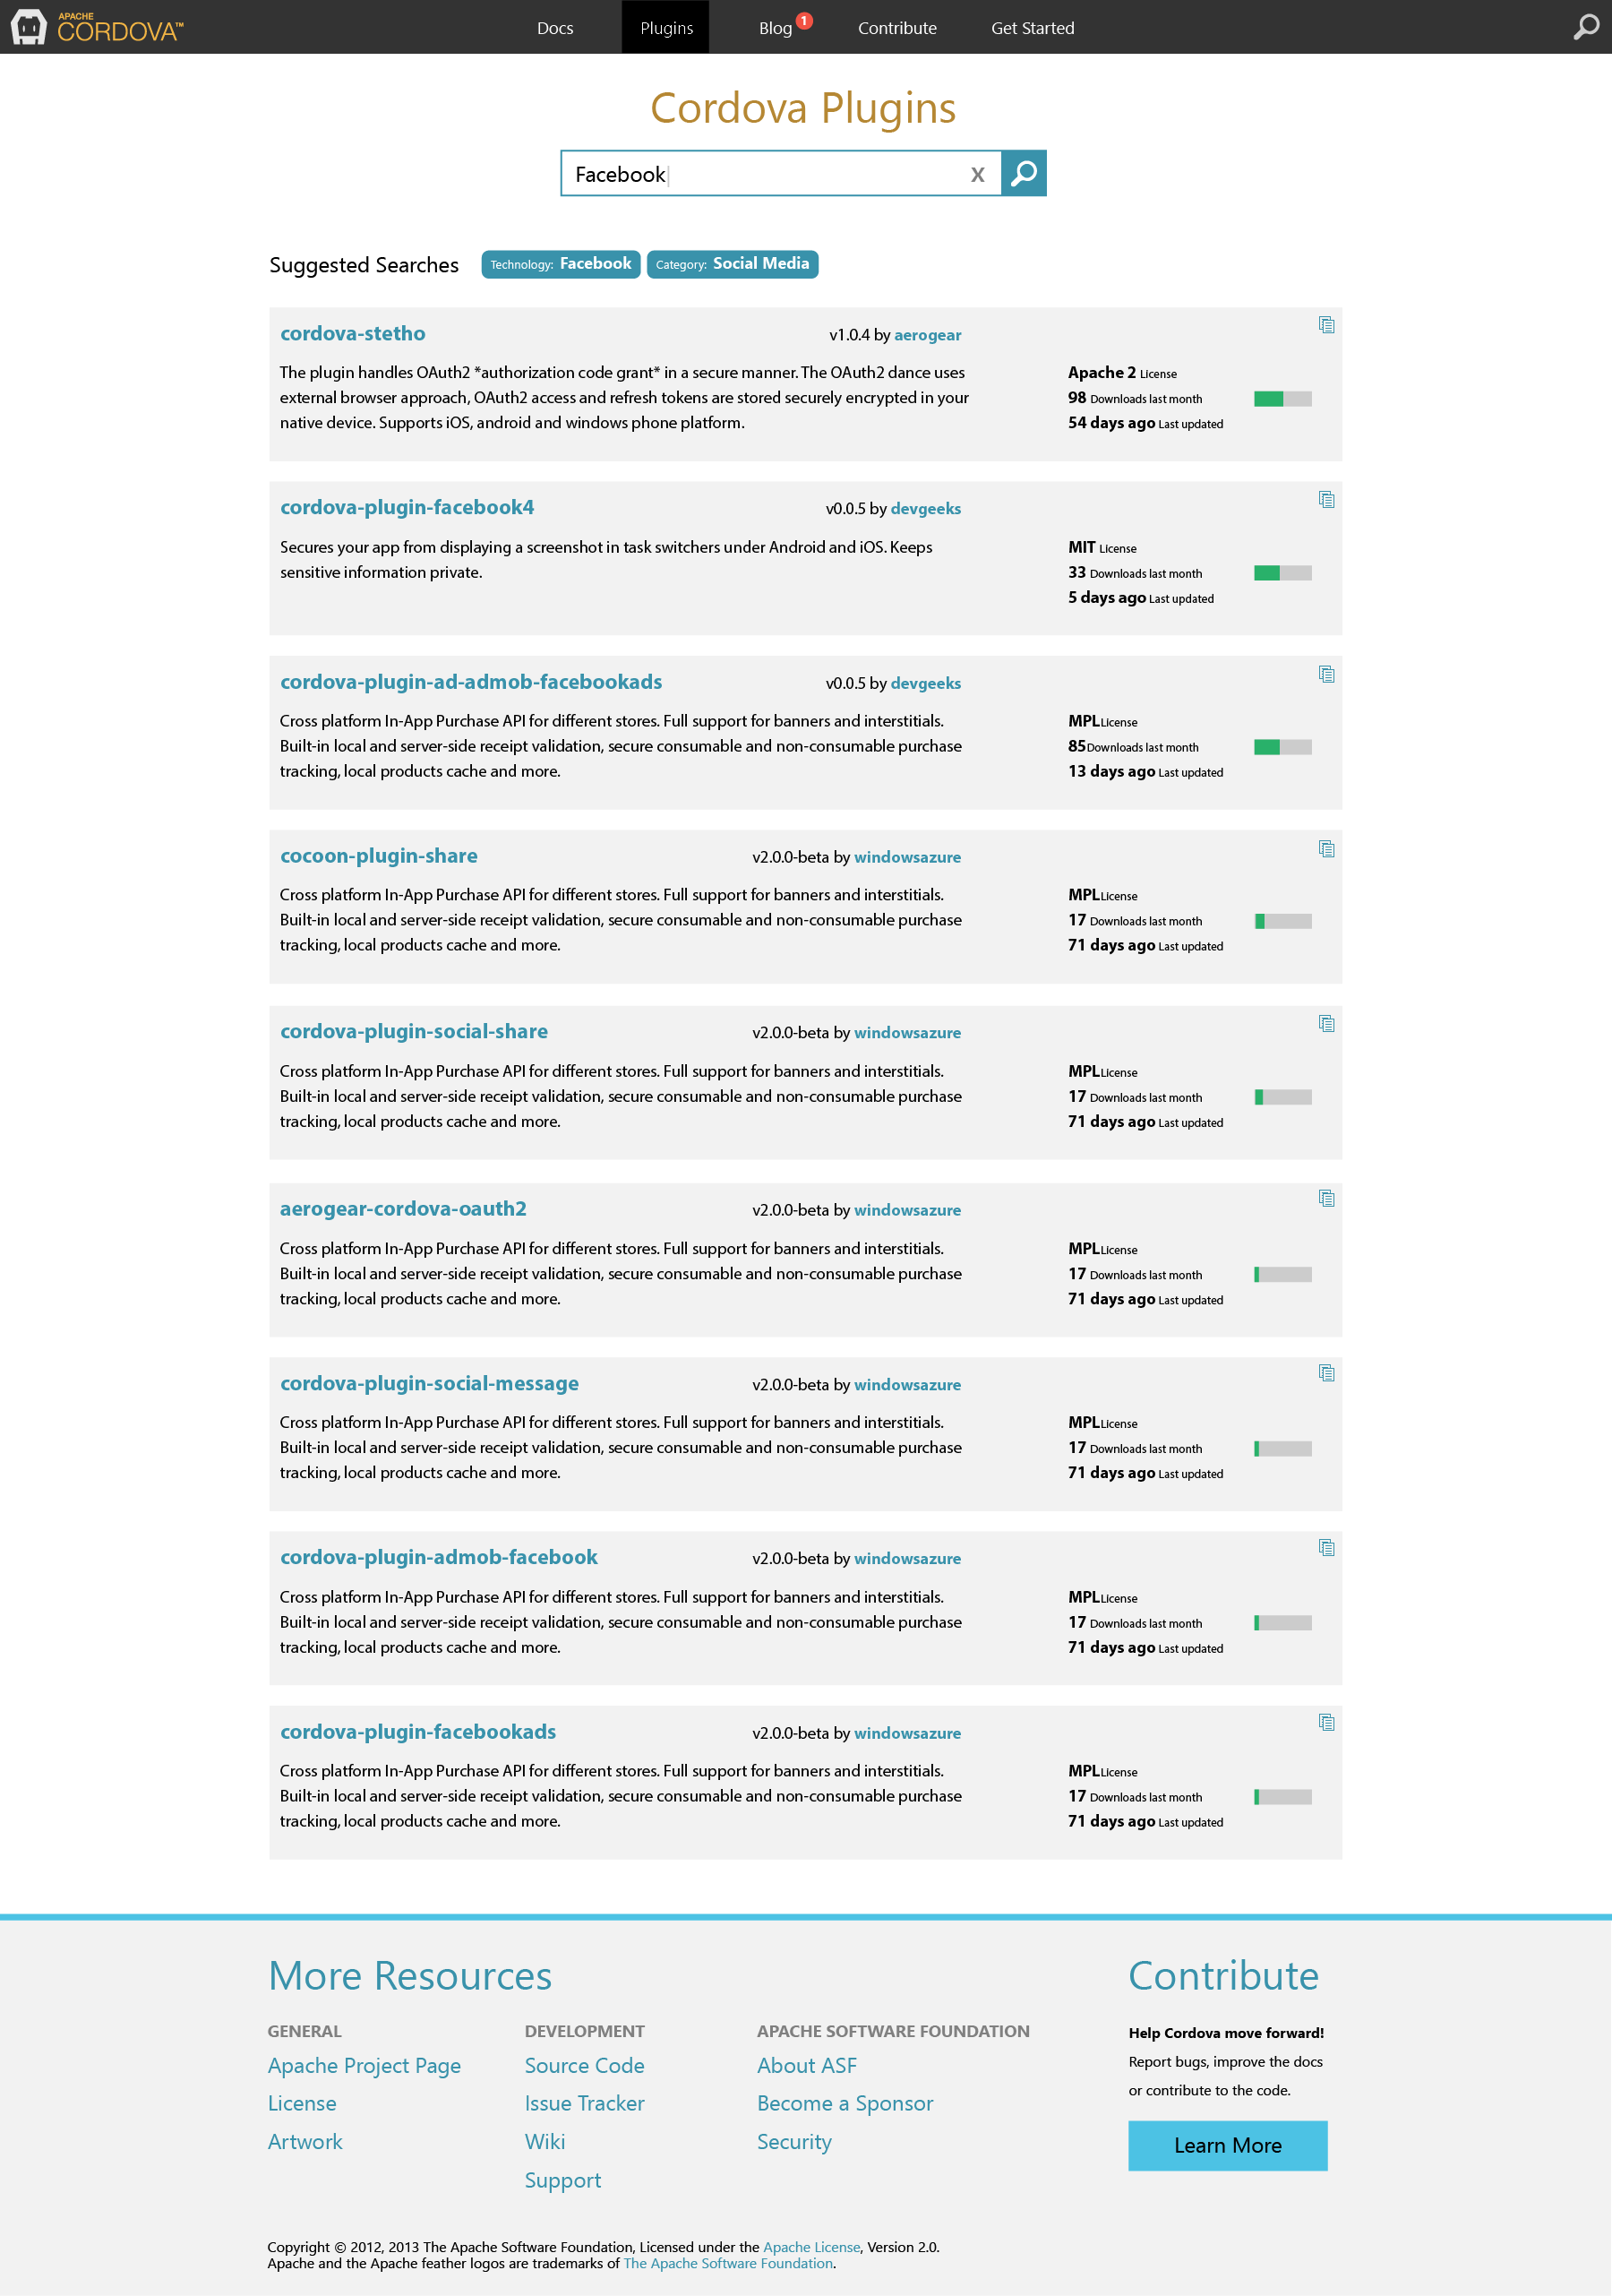 APACHE
CORDOVA™
Docs Plugins Blog 1 Contribute Get Started
Cordova Plugins
Facebook X
Suggested Searches Technology: Facebook Category: Social Media
cordova-stetho v1.0.4 by aerogear
The plugin handles OAuth2 *authorization code grant* in a secure manner. The OAuth2 dance uses
external browser approach, OAuth2 access and refresh tokens are stored securely encrypted in your
native device. Supports iOS, android and windows phone platform.
Apache 2 License
98 Downloads last month
54 days ago Last updated
cordova-plugin-facebook4 v0.0.5 by devgeeks
Secures your app from displaying a screenshot in task switchers under Android and iOS. Keeps
sensitive information private.
MIT License
33 Downloads last month
5 days ago Last updated
cordova-plugin-ad-admob-facebookads v0.0.5 by devgeeks
Cross platform In-App Purchase API for different stores. Full support for banners and interstitials.
Built-in local and server-side receipt validation, secure consumable and non-consumable purchase
tracking, local products cache and more.
MPL License
85 Downloads last month
13 days ago Last updated
cocoon-plugin-share v2.0.0-beta by windowsazure
Cross platform In-App Purchase API for different stores. Full support for banners and interstitials.
Built-in local and server-side receipt validation, secure consumable and non-consumable purchase
tracking, local products cache and more.
MPL License
17 Downloads last month
71 days ago Last updated
cordova-plugin-social-share v2.0.0-beta by windowsazure
Cross platform In-App Purchase API for different stores. Full support for banners and interstitials.
Built-in local and server-side receipt validation, secure consumable and non-consumable purchase
tracking, local products cache and more.
MPL License
17 Downloads last month
71 days ago Last updated
aerogear-cordova-oauth2 v2.0.0-beta by windowsazure
Cross platform In-App Purchase API for different stores. Full support for banners and interstitials.
Built-in local and server-side receipt validation, secure consumable and non-consumable purchase
tracking, local products cache and more.
MPL License
17 Downloads last month
71 days ago Last updated
cordova-plugin-social-message v2.0.0-beta by windowsazure
Cross platform In-App Purchase API for different stores. Full support for banners and interstitials.
Built-in local and server-side receipt validation, secure consumable and non-consumable purchase
tracking, local products cache and more.
MPL License
17 Downloads last month
71 days ago Last updated
cordova-plugin-admob-facebook v2.0.0-beta by windowsazure
Cross platform In-App Purchase API for different stores. Full support for banners and interstitials.
Built-in local and server-side receipt validation, secure consumable and non-consumable purchase
tracking, local products cache and more.
MPL License
17 Downloads last month
71 days ago Last updated
cordova-plugin-facebookads v2.0.0-beta by windowsazure
Cross platform In-App Purchase API for different stores. Full support for banners and interstitials.
Built-in local and server-side receipt validation, secure consumable and non-consumable purchase
tracking, local products cache and more.
MPL License
17 Downloads last month
71 days ago Last updated
More Resources
GENERAL
Apache Project Page
License
Artwork
DEVELOPMENT
Source Code
Issue Tracker
Wiki
Support
APACHE SOFTWARE FOUNDATION
About ASF
Become a Sponsor
Security
Contribute
Help Cordova move forward!
Report bugs, improve the docs
or contribute to the code.
Learn More
Copyright © 2012, 2013 The Apache Software Foundation, Licensed under the Apache License, Version 2.0.
Apache and the Apache feather logos are trademarks of The Apache Software Foundation.